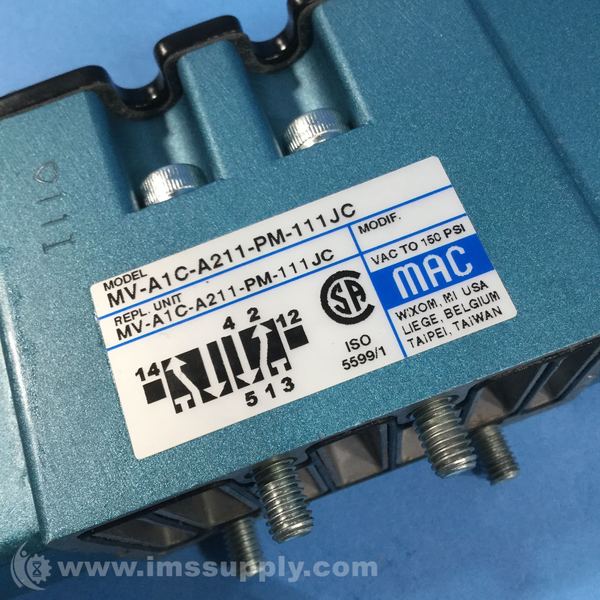 0111
MODEL
MV-A1C-A211-PM-111JC
REPL. UNIT
MV-A1C-A211-PM-111JC
MODIF.
VAC TO 150 PSI
MAC
WIXOM, MI USA
LIEGE, BELGIUM
TAIPEI, TAIWAN
SA
ISO
5599/1
4 2
14
12
5 1 3
www.imssupply.com